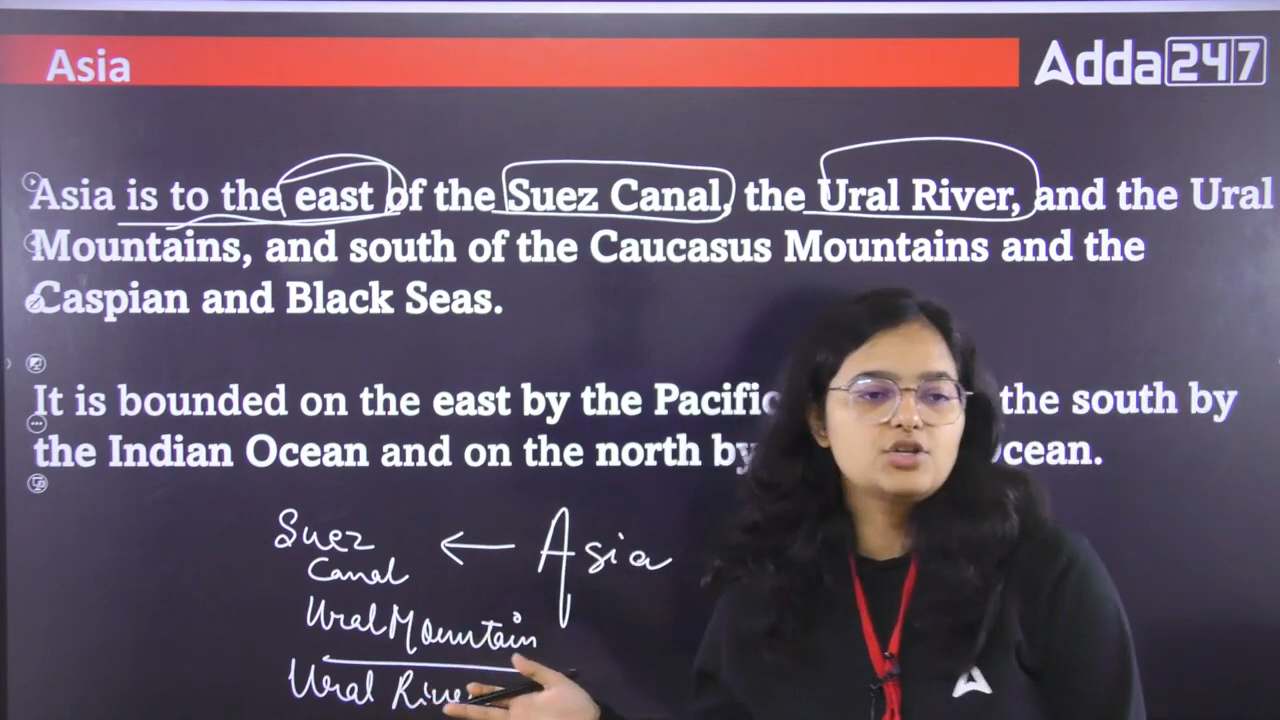 Asia
Adda247
Asia is to the east of the Suez Canal, the Ural River, and the Ural
Mountains, and south of the Caucasus Mountains and the
Caspian and Black Seas.
It is bounded on the east by the Pacific the south by
the Indian Ocean and on the north by
Suez ← Asia
Canal
Ural Mountain
Ural River